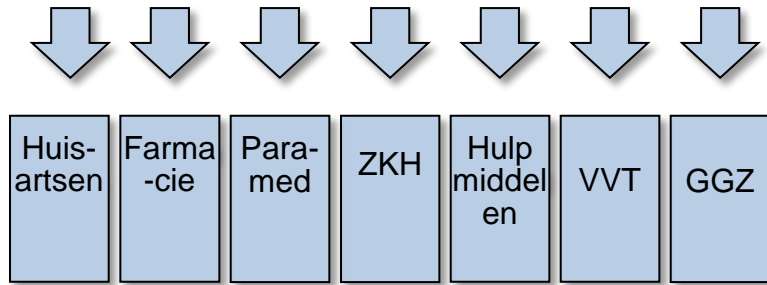 Huis-
artsen
Farma
-cie
Para-
med
ZKH
Hulp
middel
en
VVT
GGZ